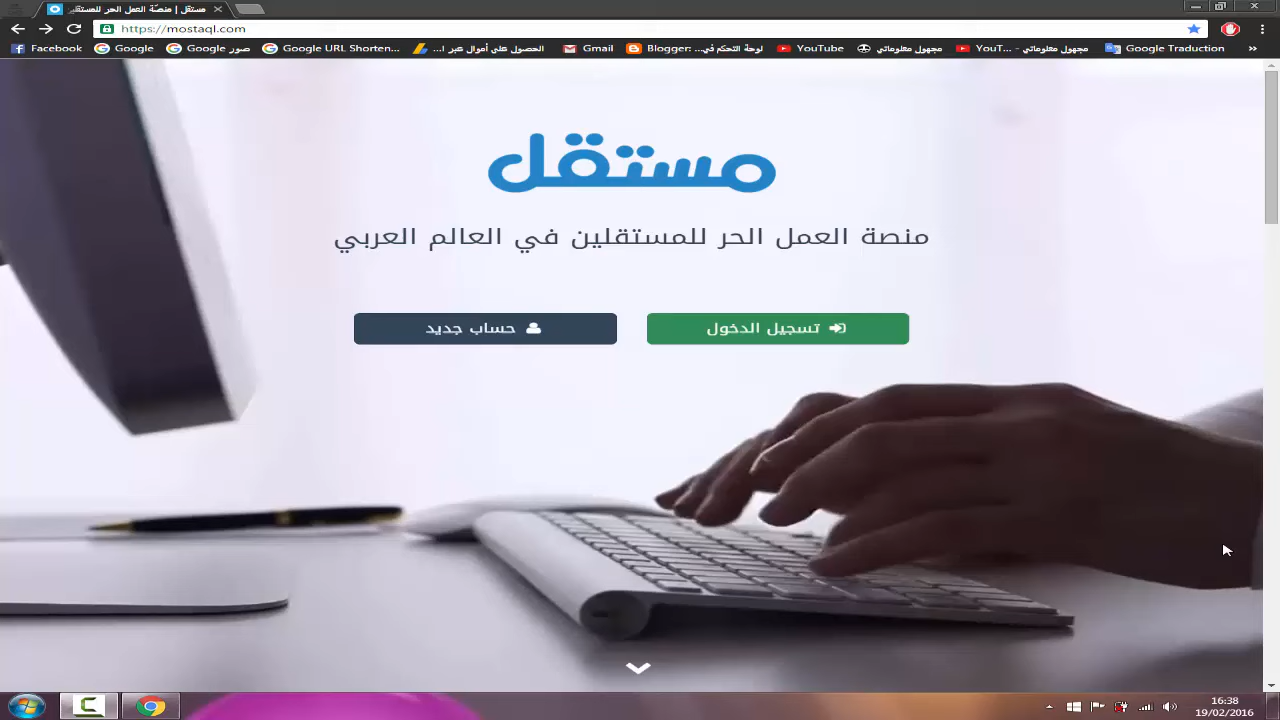 مستقل | منصة العمل الحر للمستقلين
https://mostaql.com
Facebook
Google
صور Google
Google URL Shorten...
الحصول على أموال عبر ا...
Gmail
Blogger: لوحة التحكم في...
YouTube
مجهول معلوماتي
مجهول معلوماتي - YouT...
Google Traduction
»
مستقل
منصة العمل الحر للمستقلين في العالم العربي
تسجيل الدخول
حساب جديد
16:38
19/02/2016